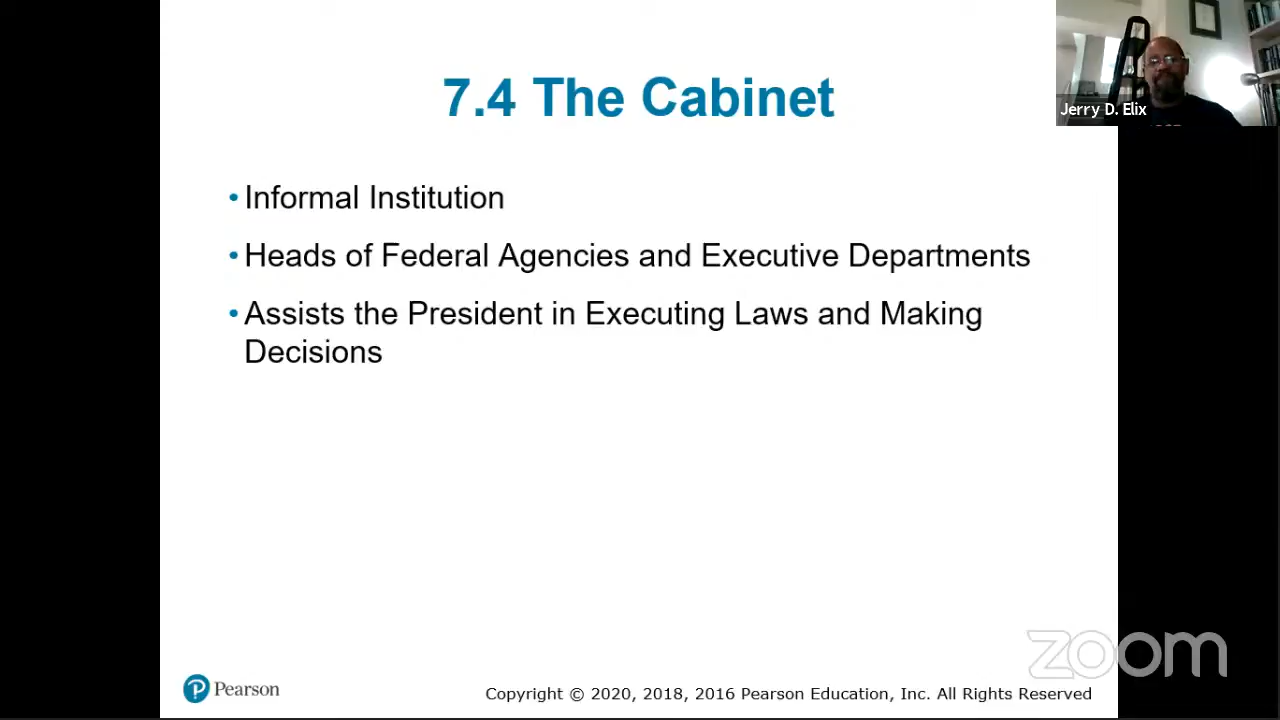 7.4 The Cabinet
Jerry D. Elix
• Informal Institution
• Heads of Federal Agencies and Executive Departments
• Assists the President in Executing Laws and Making
Decisions
zoom
Pearson
Copyright © 2020, 2018, 2016 Pearson Education, Inc. All Rights Reserved